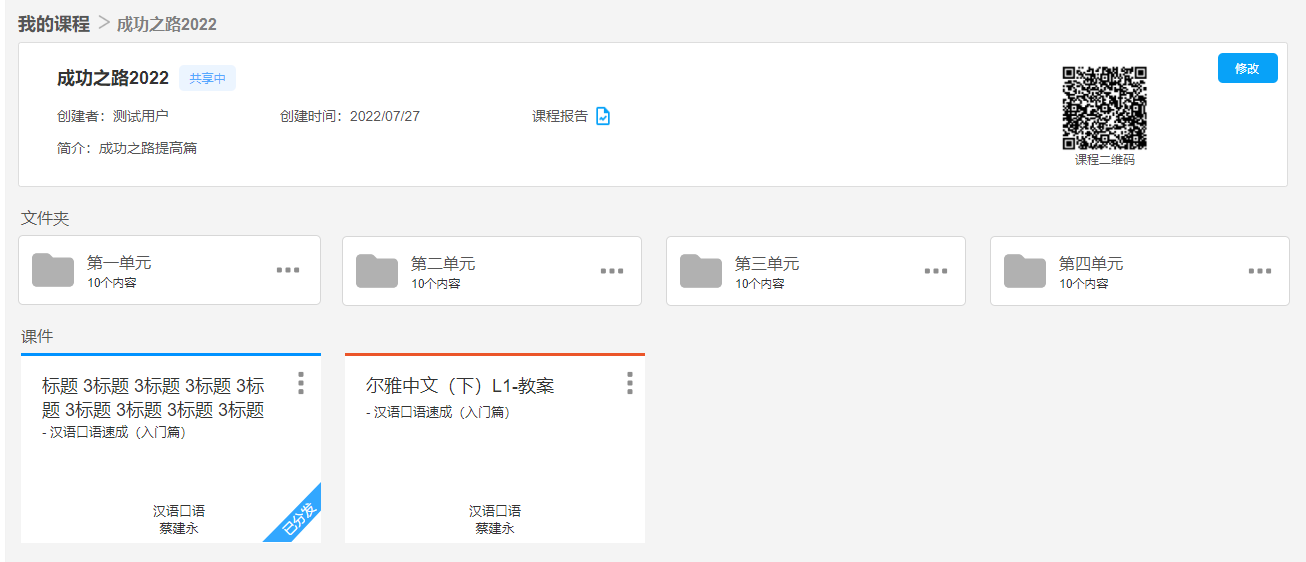 我的课程 > 成功之路2022
成功之路2022 共享中
修改
创建者：测试用户 创建时间：2022/07/27 课程报告
简介：成功之路提高篇
课程二维码
文件夹
第一单元
10个内容
第二单元
10个内容
第三单元
10个内容
第四单元
10个内容
课件
标题 3标题 3标题 3标题 3标
题 3标题 3标题 3标题 3标题
- 汉语口语速成（入门篇）
汉语口语
蔡建永
已分发
尔雅中文（下）L1-教案
- 汉语口语速成（入门篇）
汉语口语
蔡建永